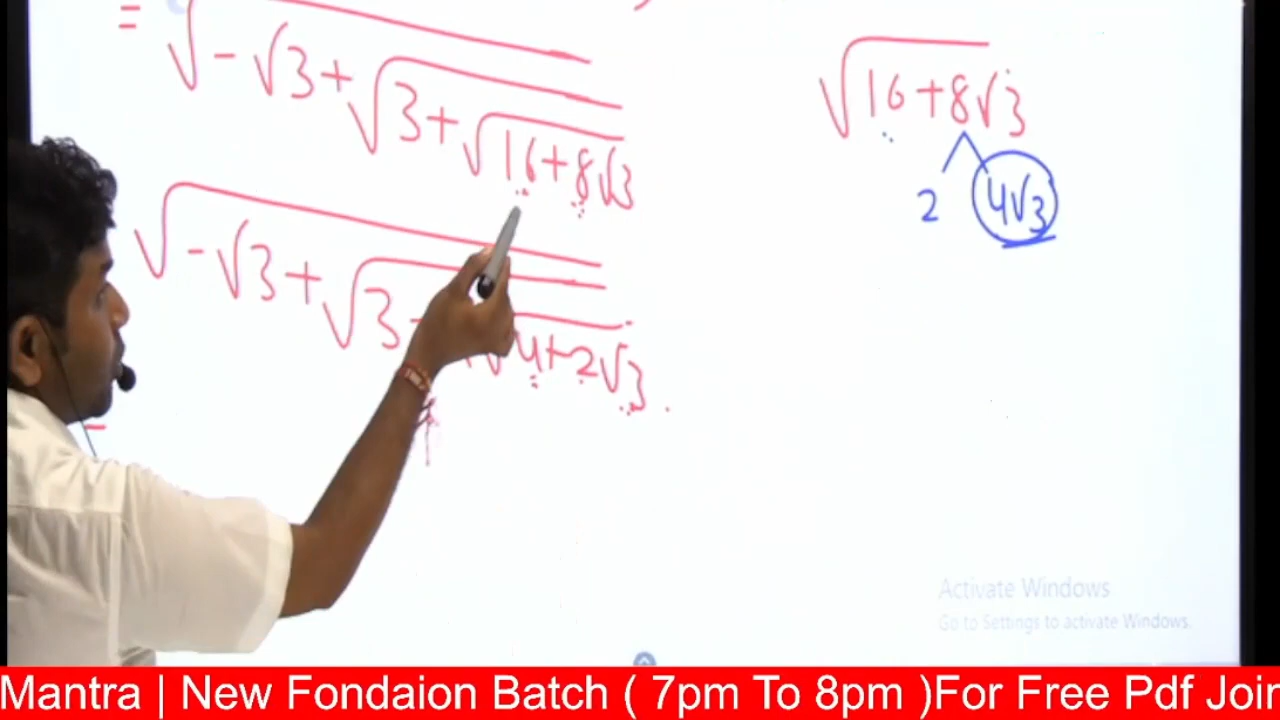 = √-√3+√3+√16+8√3
√-√3+√3+√4+2√3
=
√16+8√3
2 4√3
Activate Windows
Go to Settings to activate Windows.
Mantra | New Fondaion Batch ( 7pm To 8pm )For Free Pdf Join